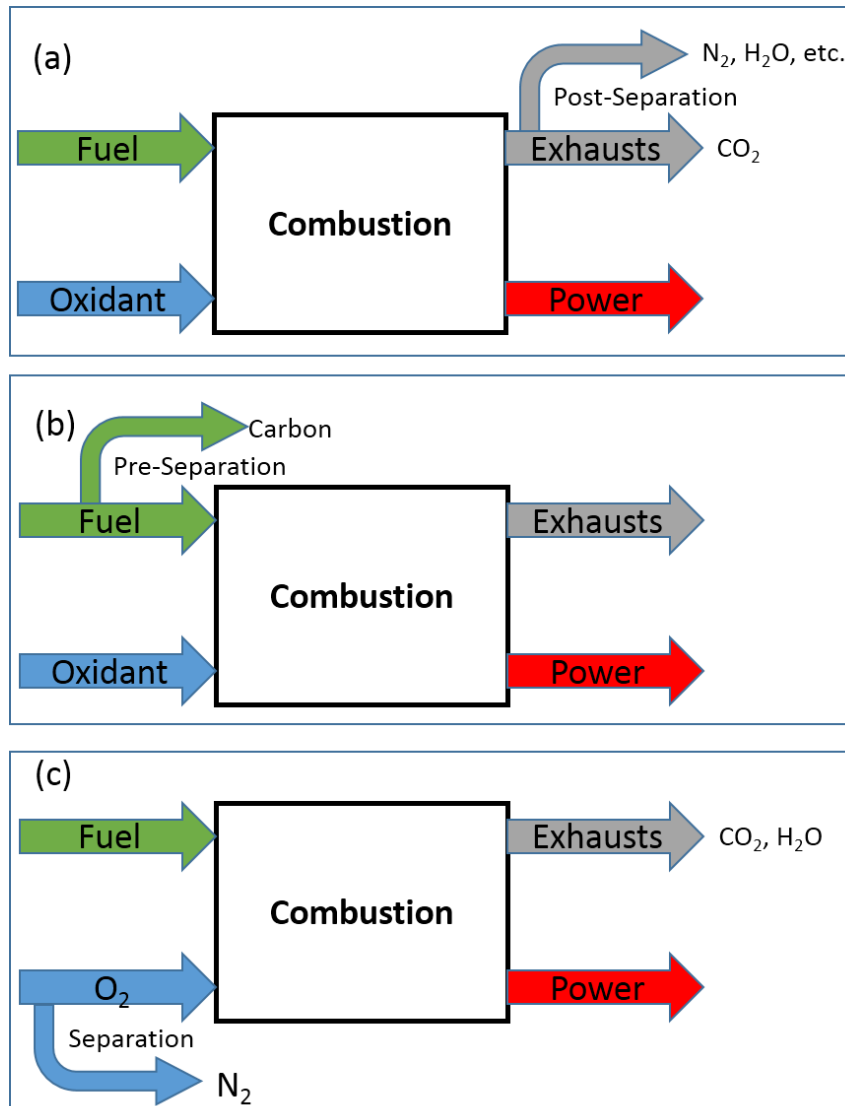 (a)
N₂, H₂O, etc.
Post-Separation
Fuel
Exhausts
CO₂
Combustion
Oxidant
Power
(b)
Carbon
Pre-Separation
Fuel
Exhausts
Combustion
Oxidant
Power
(c)
Fuel
Exhausts
CO₂, H₂O
Combustion
O₂
Power
Separation
N₂